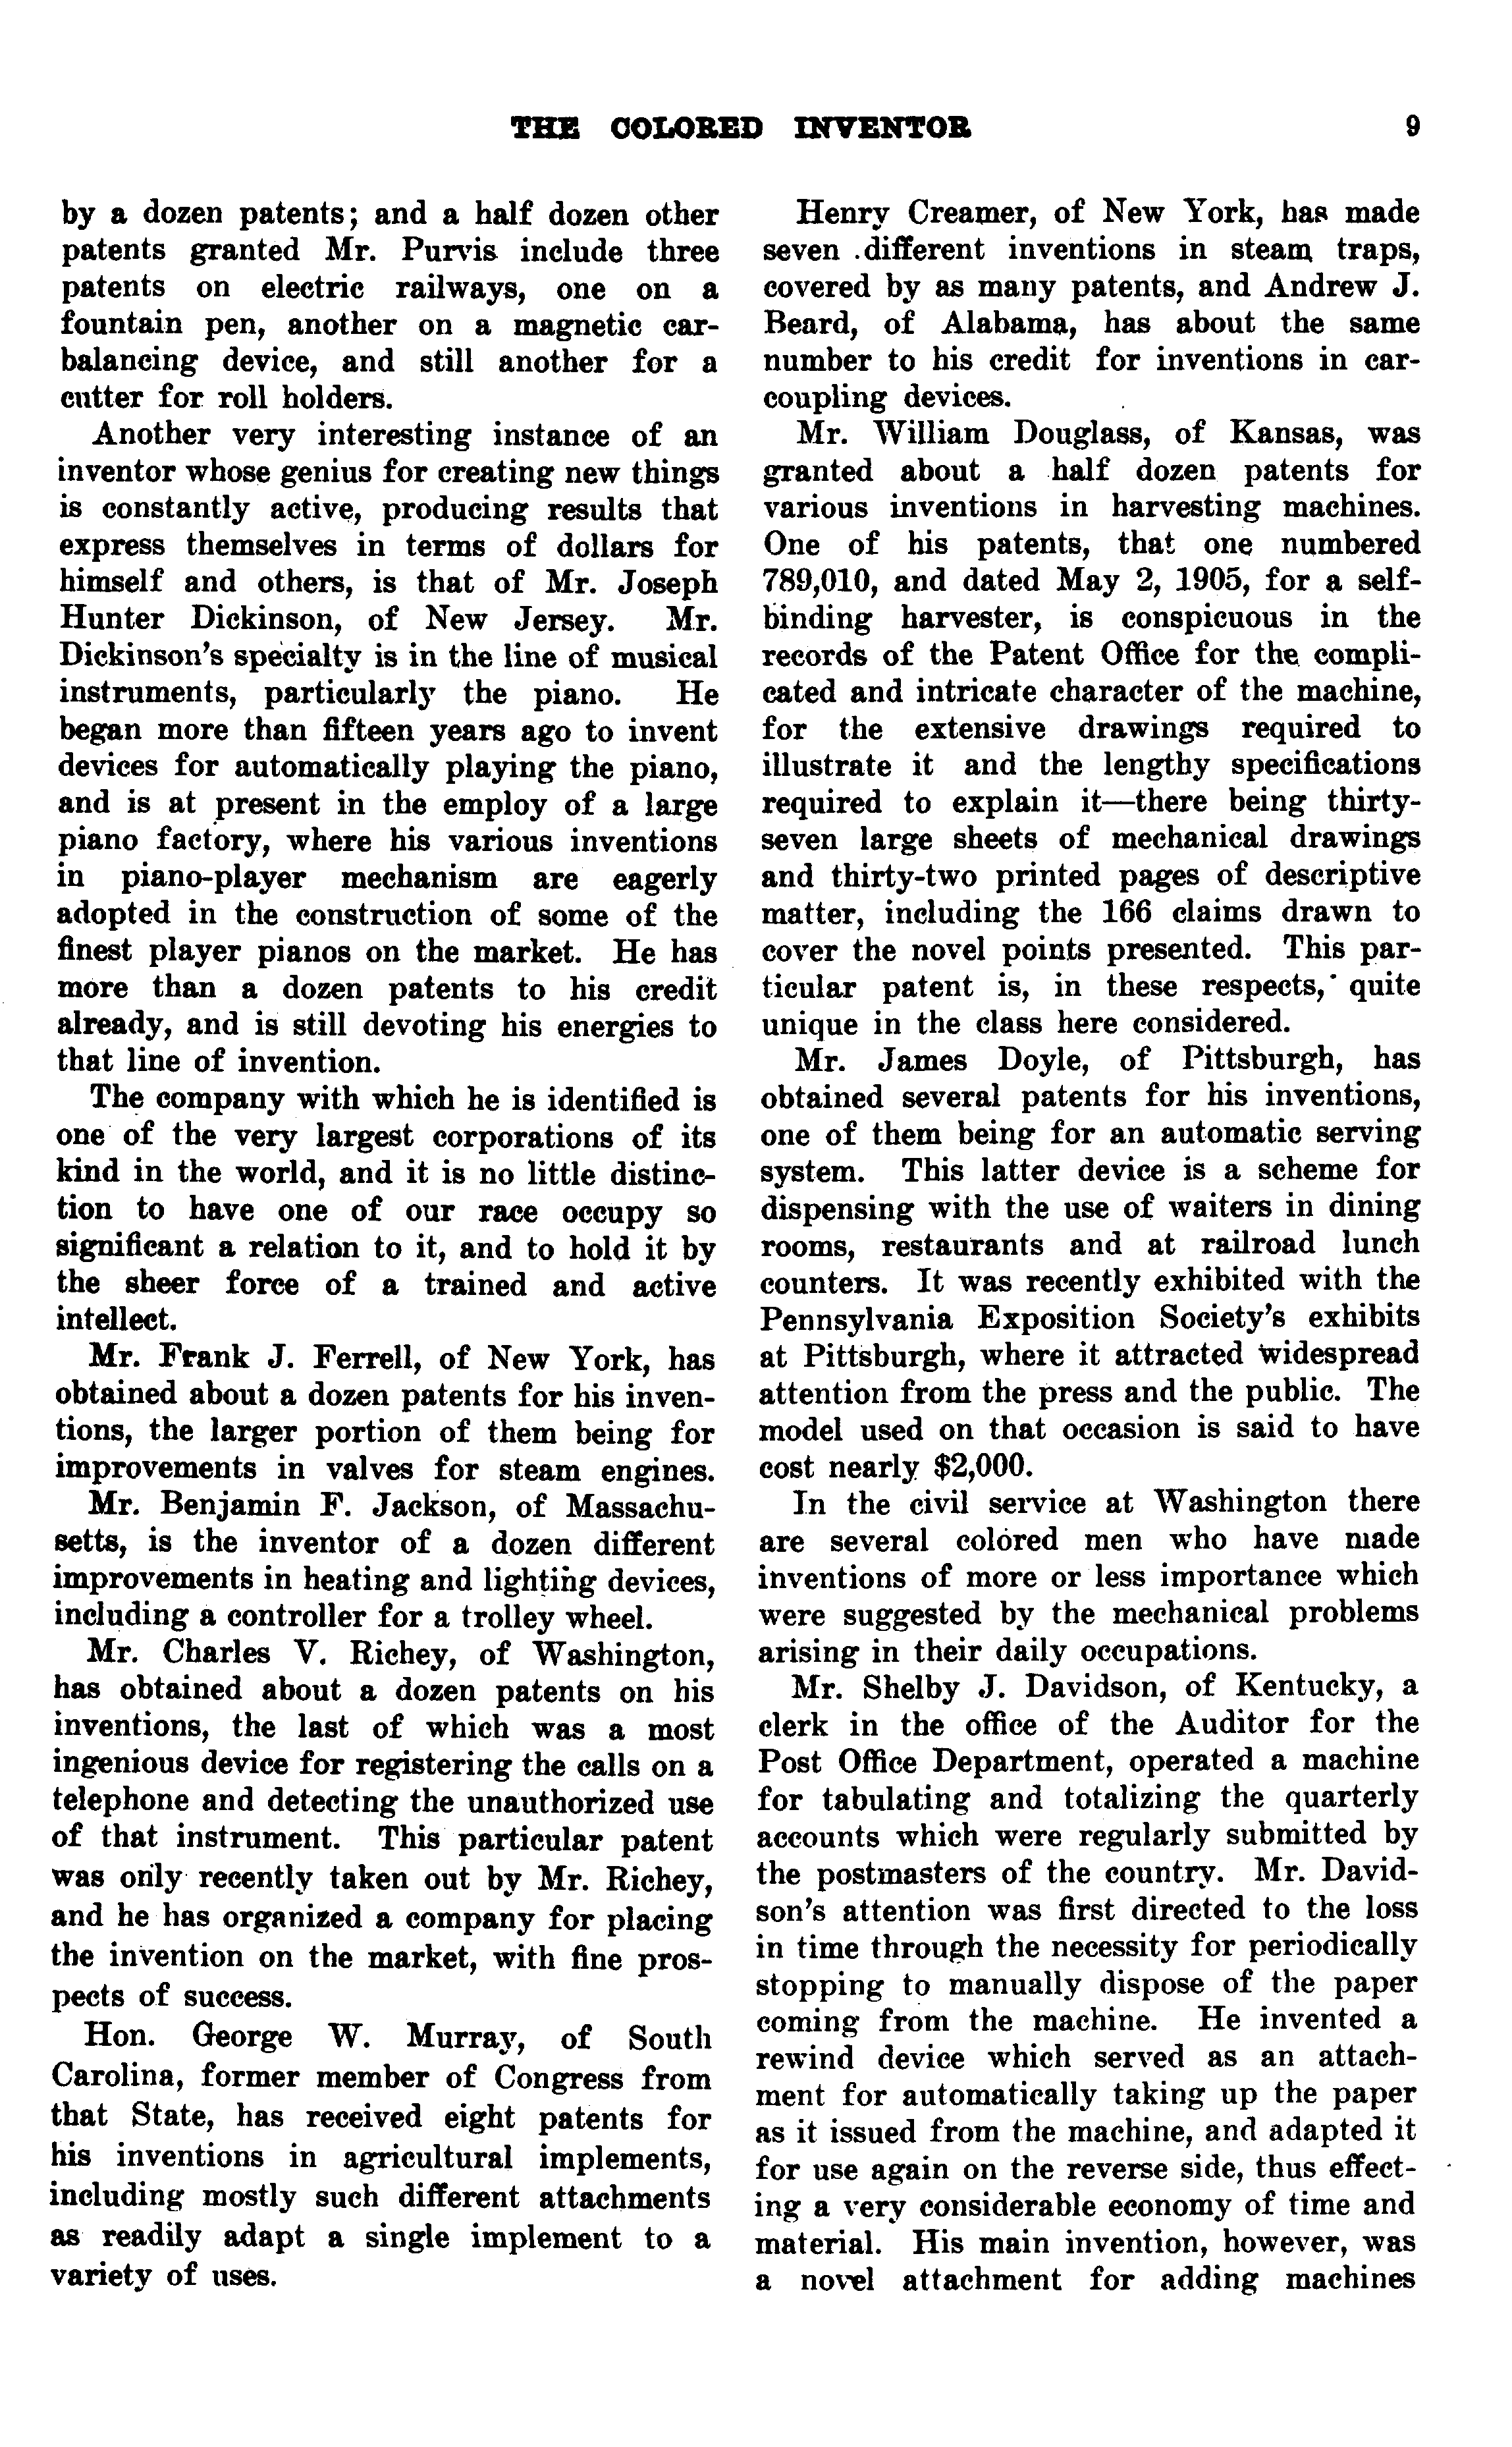 THE COLORED INVENTOR 9
by a dozen patents; and a half dozen other
patents granted Mr. Purvis include three
patents on electric railways, one on a
fountain pen, another on a magnetic car-
balancing device, and still another for a
cutter for roll holders.
Another very interesting instance of an
inventor whose genius for creating new things
is constantly active, producing results that
express themselves in terms of dollars for
himself and others, is that of Mr. Joseph
Hunter Dickinson, of New Jersey. Mr.
Dickinson's specialty is in the line of musical
instruments, particularly the piano. He
began more than fifteen years ago to invent
devices for automatically playing the piano,
and is at present in the employ of a large
piano factory, where his various inventions
in piano-player mechanism are eagerly
adopted in the construction of some of the
finest player pianos on the market. He has
more than a dozen patents to his credit
already, and is still devoting his energies to
that line of invention.
The company with which he is identified is
one of the very largest corporations of its
kind in the world, and it is no little distinc-
tion to have one of our race occupy so
significant a relation to it, and to hold it by
the sheer force of a trained and active
intellect.
Mr. Frank J. Ferrell, of New York, has
obtained about a dozen patents for his inven-
tions, the larger portion of them being for
improvements in valves for steam engines.
Mr. Benjamin F. Jackson, of Massachu-
setts, is the inventor of a dozen different
improvements in heating and lighting devices,
including a controller for a trolley wheel.
Mr. Charles V. Richey, of Washington,
has obtained about a dozen patents on his
inventions, the last of which was a most
ingenious device for registering the calls on a
telephone and detecting the unauthorized use
of that instrument. This particular patent
was only recently taken out by Mr. Richey,
and he has organized a company for placing
the invention on the market, with fine pros-
pects of success.
Hon. George W. Murray, of South
Carolina, former member of Congress from
that State, has received eight patents for
his inventions in agricultural implements,
including mostly such different attachments
as readily adapt a single implement to a
variety of uses.
Henry Creamer, of New York, has made
seven different inventions in steam traps,
covered by as many patents, and Andrew J.
Beard, of Alabama, has about the same
number to his credit for inventions in car-
coupling devices.
Mr. William Douglass, of Kansas, was
granted about a half dozen patents for
various inventions in harvesting machines.
One of his patents, that one numbered
789,010, and dated May 2, 1905, for a self-
binding harvester, is conspicuous in the
records of the Patent Office for the compli-
cated and intricate character of the machine,
for the extensive drawings required to
illustrate it and the lengthy specifications
required to explain it—there being thirty-
seven large sheets of mechanical drawings
and thirty-two printed pages of descriptive
matter, including the 166 claims drawn to
cover the novel points presented. This par-
ticular patent is, in these respects, quite
unique in the class here considered.
Mr. James Doyle, of Pittsburgh, has
obtained several patents for his inventions,
one of them being for an automatic serving
system. This latter device is a scheme for
dispensing with the use of waiters in dining
rooms, restaurants and at railroad lunch
counters. It was recently exhibited with the
Pennsylvania Exposition Society's exhibits
at Pittsburgh, where it attracted widespread
attention from the press and the public. The
model used on that occasion is said to have
cost nearly $2,000.
In the civil service at Washington there
are several colored men who have made
inventions of more or less importance which
were suggested by the mechanical problems
arising in their daily occupations.
Mr. Shelby J. Davidson, of Kentucky, a
clerk in the office of the Auditor for the
Post Office Department, operated a machine
for tabulating and totalizing the quarterly
accounts which were regularly submitted by
the postmasters of the country. Mr. David-
son's attention was first directed to the loss
in time through the necessity for periodically
stopping to manually dispose of the paper
coming from the machine. He invented a
rewind device which served as an attach-
ment for automatically taking up the paper
as it issued from the machine, and adapted it
for use again on the reverse side, thus effect-
ing a very considerable economy of time and
material. His main invention, however, was
a novel attachment for adding machines